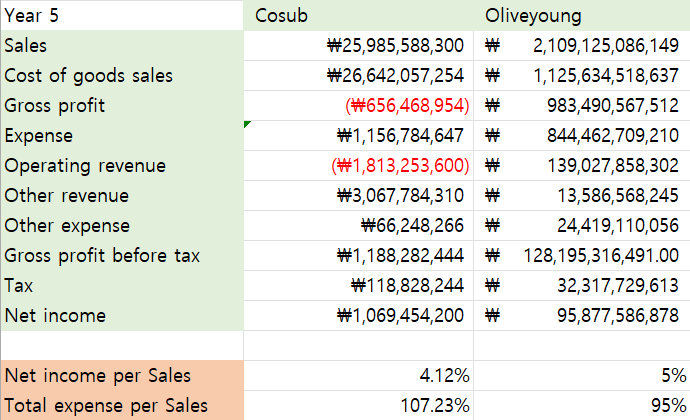 Year 5 Cosub Oliveyoung
Sales ₩25,985,588,300 ₩ 2,109,125,086,149
Cost of goods sales ₩26,642,057,254 ₩ 1,125,634,518,637
Gross profit (₩656,468,954) ₩ 983,490,567,512
Expense ₩1,156,784,647 ₩ 844,462,709,210
Operating revenue (₩1,813,253,600) ₩ 139,027,858,302
Other revenue ₩3,067,784,310 ₩ 13,586,568,245
Other expense ₩66,248,266 ₩ 24,419,110,056
Gross profit before tax ₩1,188,282,444 ₩ 128,195,316,491.00
Tax ₩118,828,244 ₩ 32,317,729,613
Net income ₩1,069,454,200 ₩ 95,877,586,878
Net income per Sales 4.12% 5%
Total expense per Sales 107.23% 95%